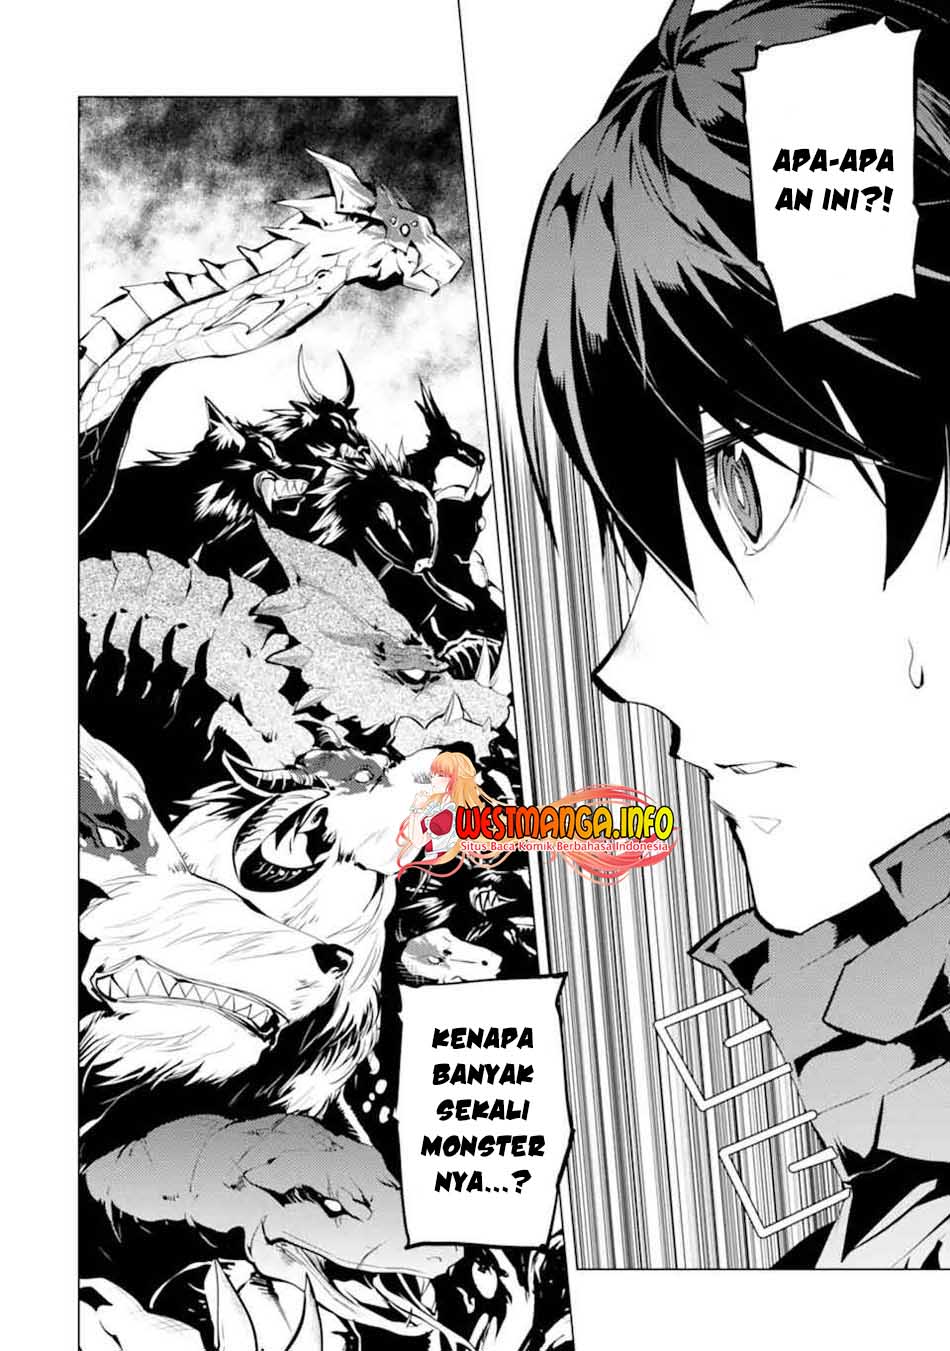 APA-APA
AN INI?!
WESTMANGA.INFO
Situs Baca Komik Berbahasa Indonesia
KENAPA
BANYAK
SEKALI
MONSTER
NYA...?